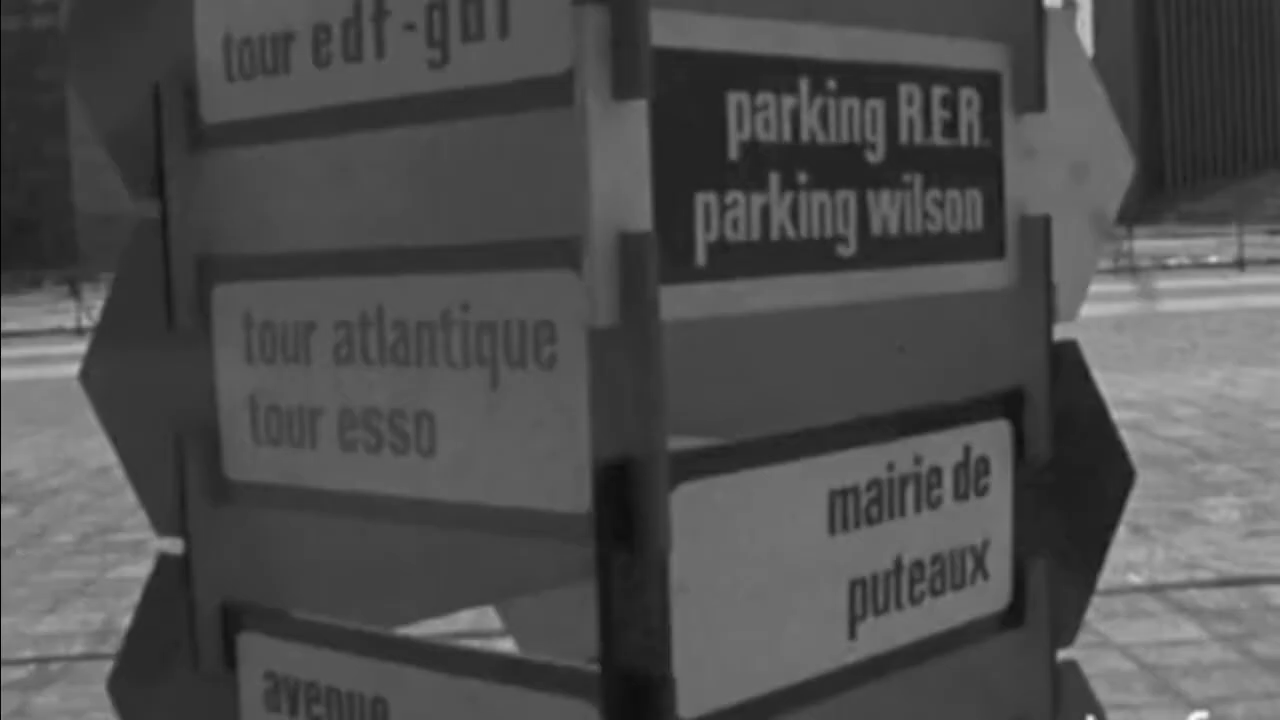 tour edf-gdf
tour atlantique
tour esso
avenue
parking R.E.R.
parking wilson
mairie de
puteaux